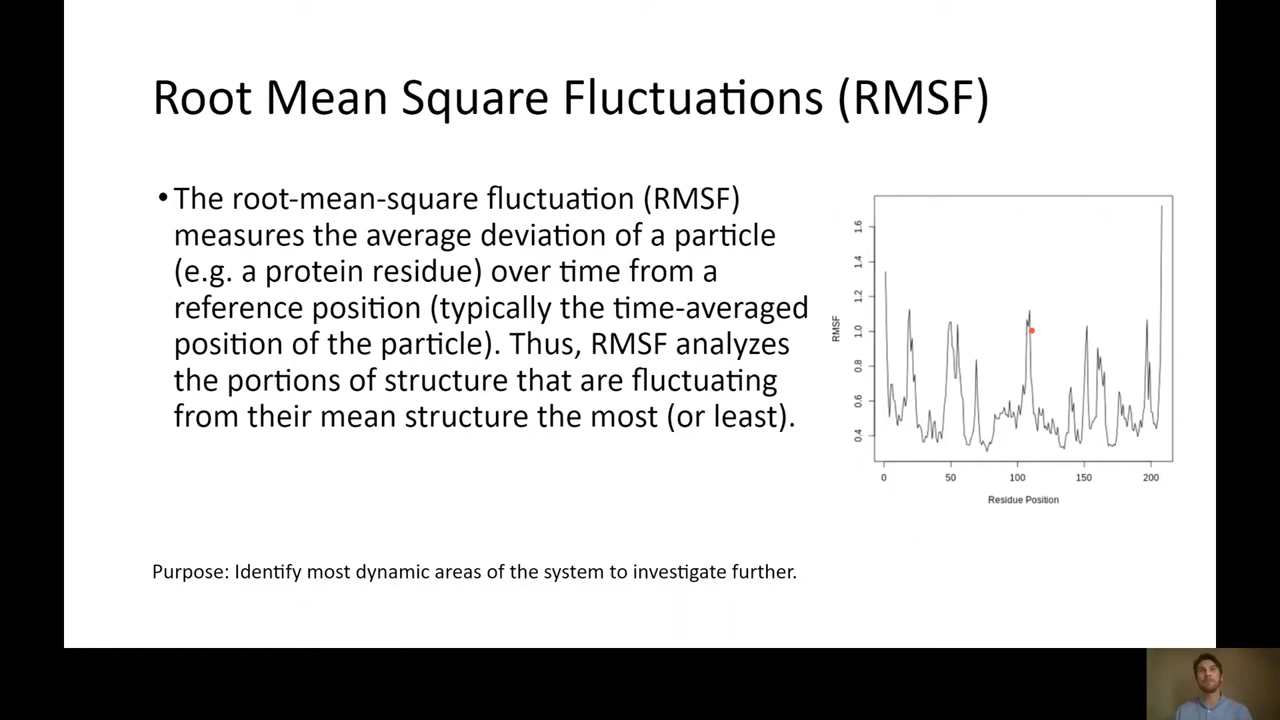 Root Mean Square Fluctuations (RMSF)
•The root-mean-square fluctuation (RMSF)
measures the average deviation of a particle
(e.g. a protein residue) over time from a
reference position (typically the time-averaged
position of the particle). Thus, RMSF analyzes
the portions of structure that are fluctuating
from their mean structure the most (or least).
RMSF
1.6
1.4
1.2
1.0
0.8
0.6
0.4
0 50 100 150 200
Residue Position
Purpose: Identify most dynamic areas of the system to investigate further.